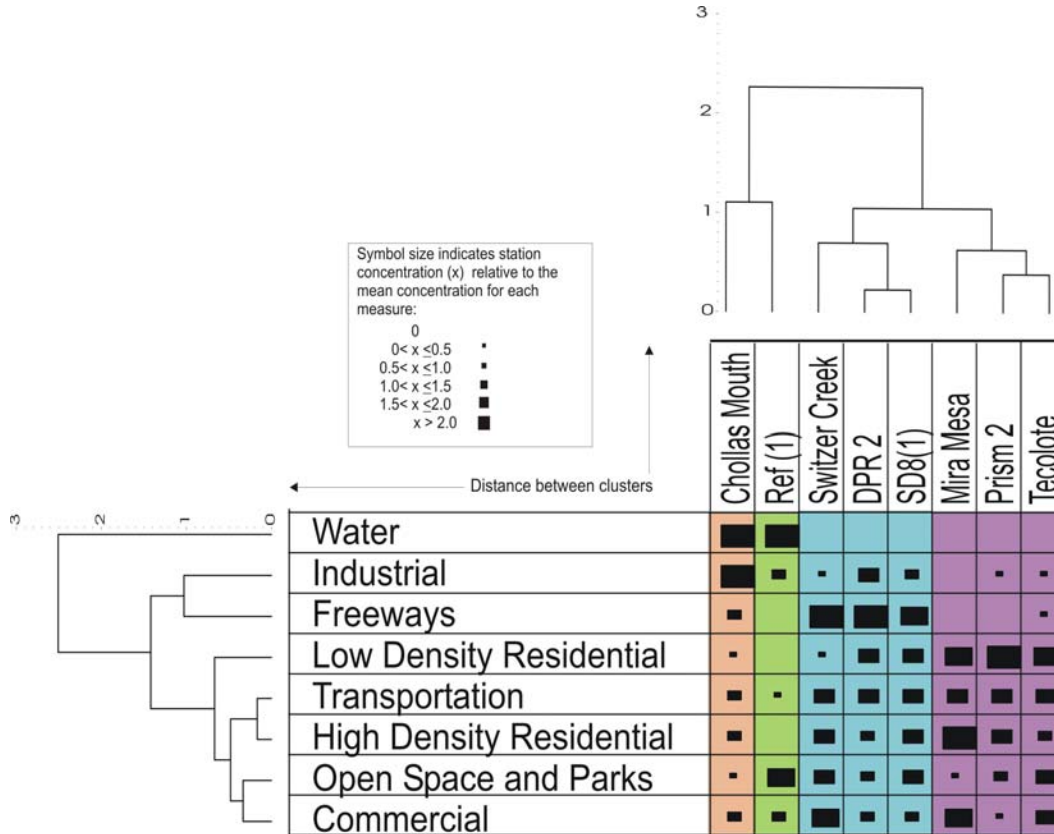 3
2
1
0
Symbol size indicates station
concentration (x) relative to the
mean concentration for each
measure:
0
0< x ≤0.5
0.5< x ≤1.0
1.0< x ≤1.5
1.5< x ≤2.0
x > 2.0
Distance between clusters
Chollas Mouth
Ref (1)
Switzer Creek
DPR 2
SD8(1)
Mira Mesa
Prism 2
Tecolote
3 2 1 0
Water
Industrial
Freeways
Low Density Residential
Transportation
High Density Residential
Open Space and Parks
Commercial